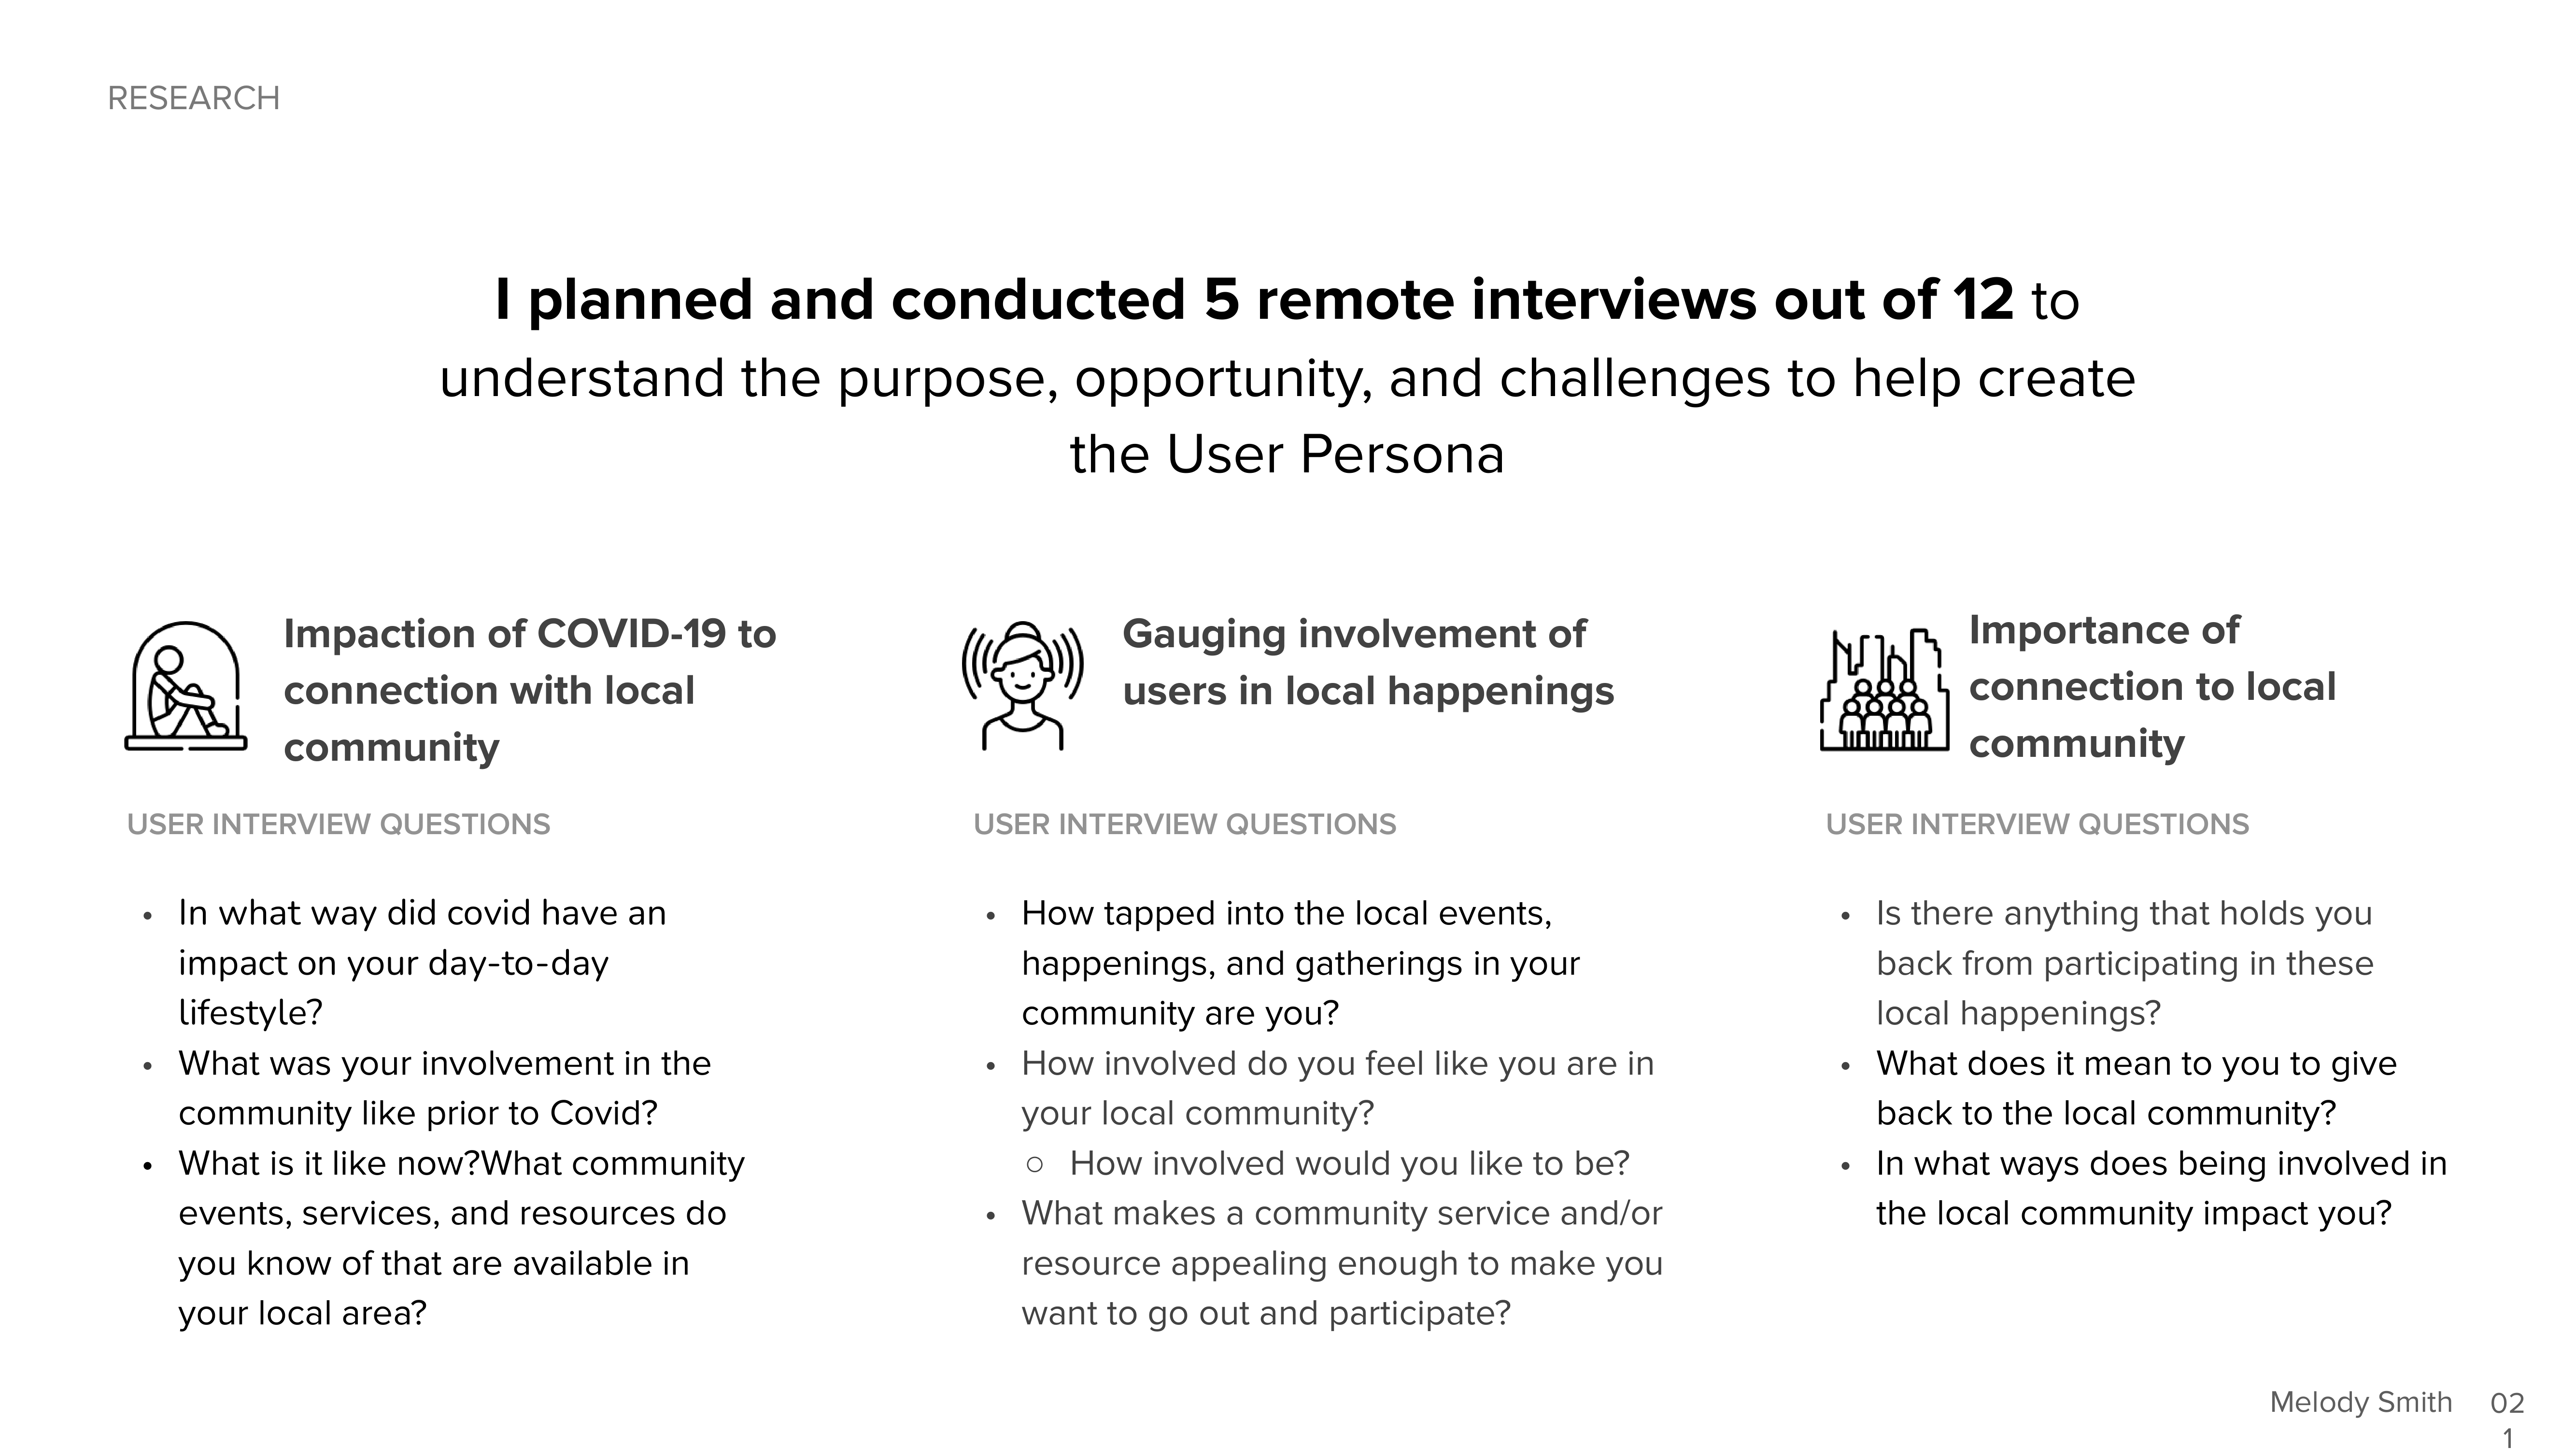 RESEARCH
I planned and conducted 5 remote interviews out of 12 to
understand the purpose, opportunity, and challenges to help create
the User Persona
Impaction of COVID-19 to
connection with local
community
USER INTERVIEW QUESTIONS
• In what way did covid have an
impact on your day-to-day
lifestyle?
• What was your involvement in the
community like prior to Covid?
• What is it like now?What community
events, services, and resources do
you know of that are available in
your local area?
Gauging involvement of
users in local happenings
USER INTERVIEW QUESTIONS
• How tapped into the local events,
happenings, and gatherings in your
community are you?
• How involved do you feel like you are in
your local community?
○ How involved would you like to be?
• What makes a community service and/or
resource appealing enough to make you
want to go out and participate?
Importance of
connection to local
community
USER INTERVIEW QUESTIONS
• Is there anything that holds you
back from participating in these
local happenings?
• What does it mean to you to give
back to the local community?
• In what ways does being involved in
the local community impact you?
Melody Smith 02
1